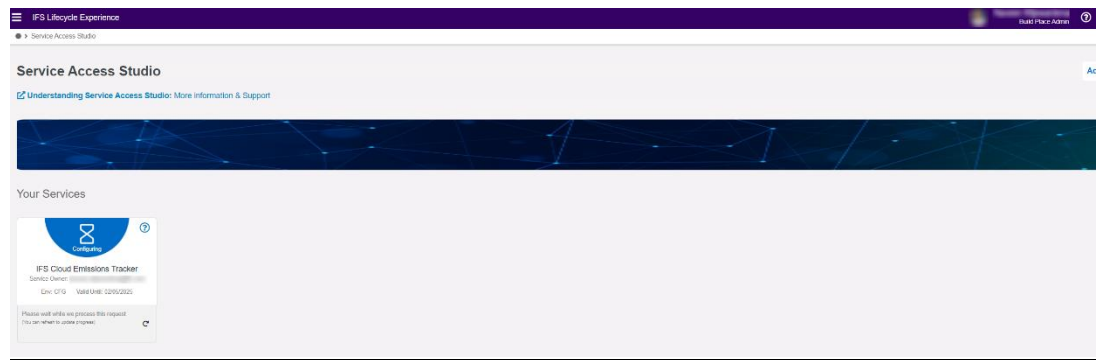 IFS Lifecycle Experience
Build Place Admin
Service Access Studio
Service Access Studio
Ac
Understanding Service Access Studio: More information & Support
Your Services
Configuring
IFS Cloud Emissions Tracker
Service Owner:
Env: CFG Valid Until: 02/05/2025
Please wait while we process this request
(You can refresh to update progress)